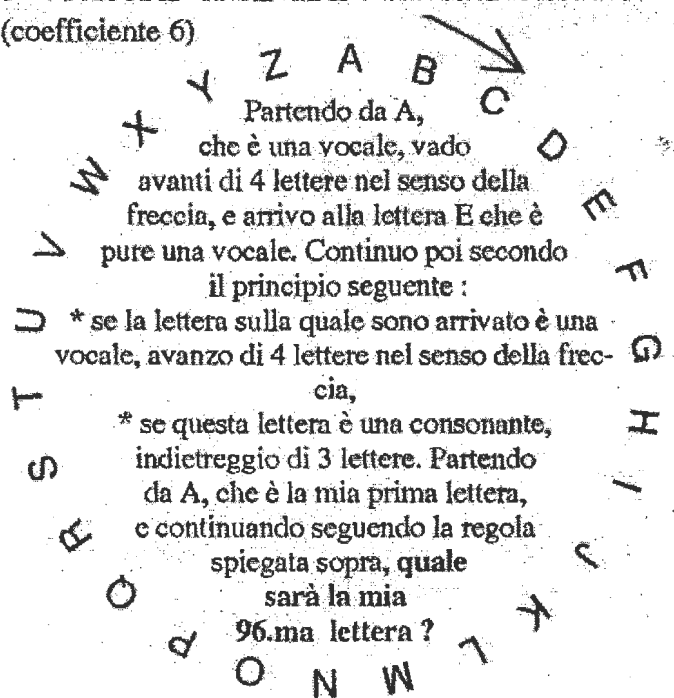 (coefficiente 6)
A B C D E F G H I J K L M N O P Q R S T U V W X Y Z
Partendo da A,
che è una vocale, vado
avanti di 4 lettere nel senso della
freccia, e arrivo alla lettera E che è
pure una vocale. Continuo poi secondo
il principio seguente :
* se la lettera sulla quale sono arrivato è una
vocale, avanzo di 4 lettere nel senso della frec-
cia,
* se questa lettera è una consonante,
indietreggio di 3 lettere. Partendo
da A, che è la mia prima lettera,
e continuando seguendo la regola
spiegata sopra, quale
sarà la mia
96.ma lettera ?